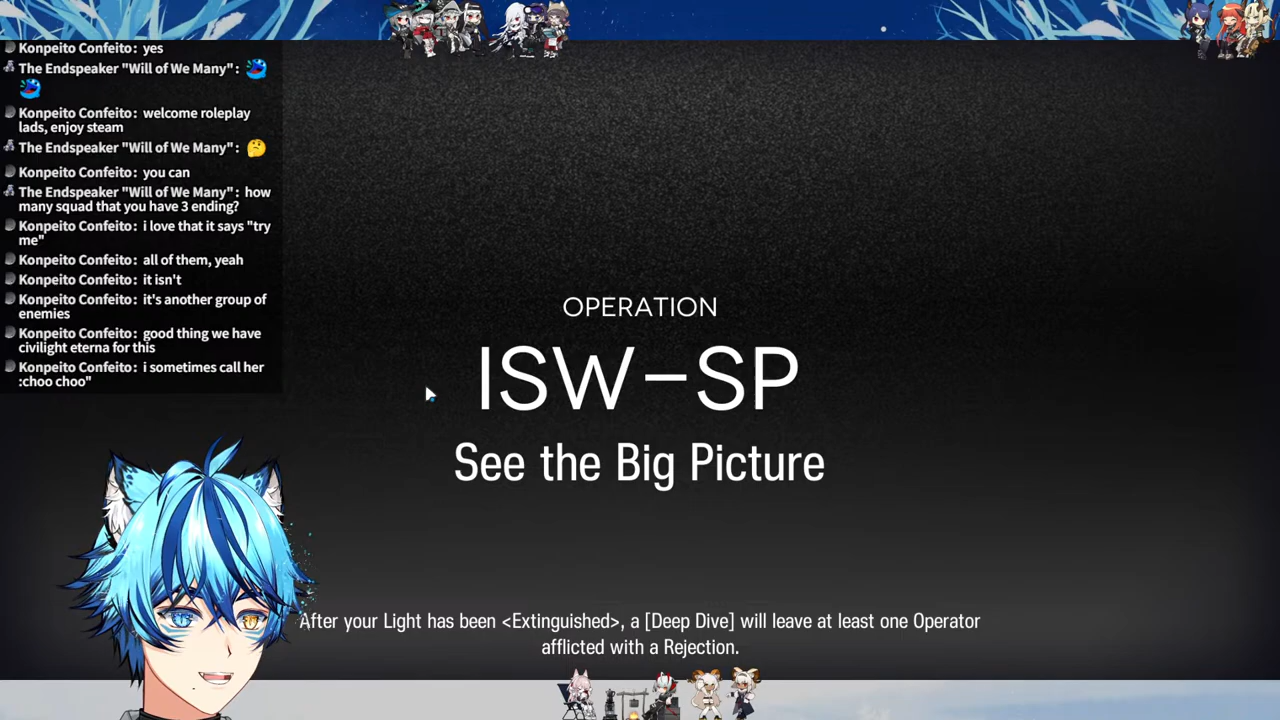 Konpeito Confeito: yes
The Endspeaker "Will of We Many":
Konpeito Confeito: welcome roleplay
lads, enjoy steam
The Endspeaker "Will of We Many":
Konpeito Confeito: you can
The Endspeaker "Will of We Many": how
many squad that you have 3 ending?
Konpeito Confeito: i love that it says "try
me"
Konpeito Confeito: all of them, yeah
Konpeito Confeito: it isn't
Konpeito Confeito: it's another group of
enemies
Konpeito Confeito: good thing we have
civilight eterna for this
Konpeito Confeito: i sometimes call her
:choo choo"
OPERATION
ISW-SP
See the Big Picture
After your Light has been <Extinguished>, a [Deep Dive] will leave at least one Operator
afflicted with a Rejection.